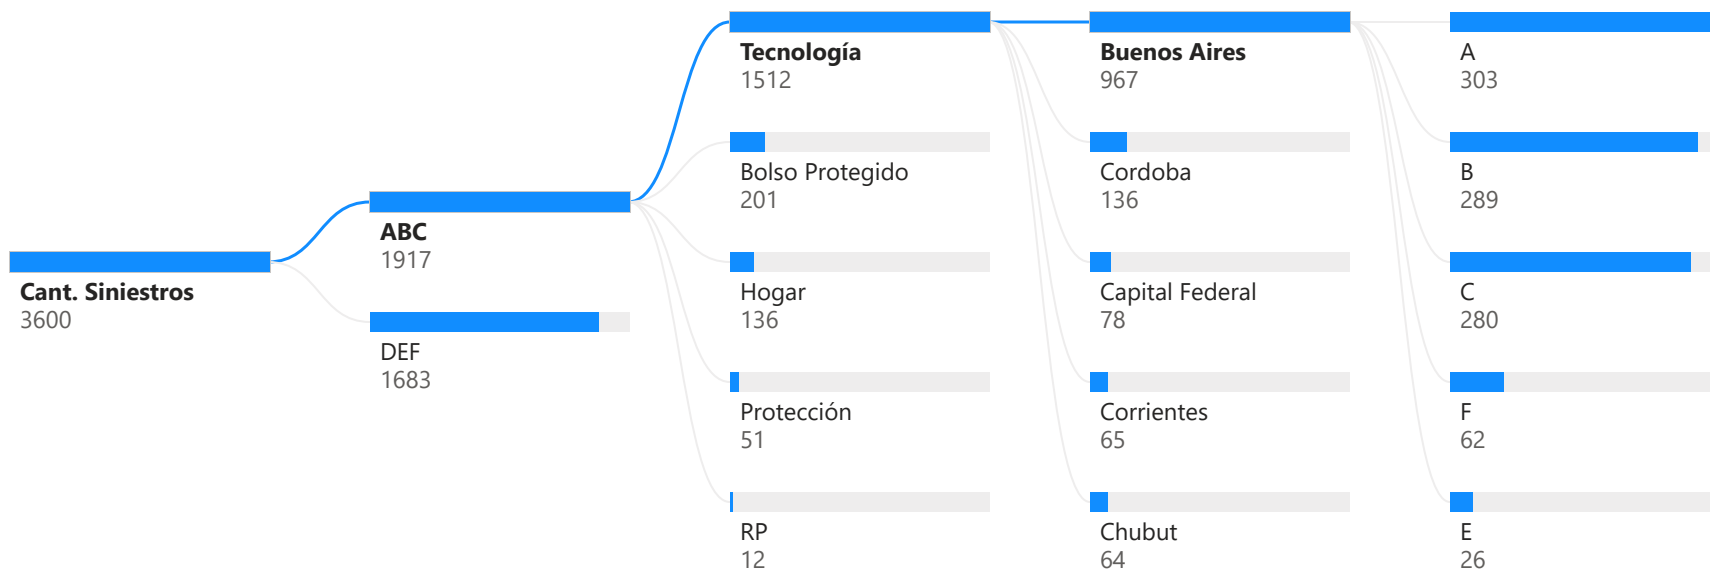 Cant. Siniestros
3600
ABC
1917
DEF
1683
Tecnología
1512
Bolso Protegido
201
Hogar
136
Protección
51
RP
12
Buenos Aires
967
Cordoba
136
Capital Federal
78
Corrientes
65
Chubut
64
A
303
B
289
C
280
F
62
E
26